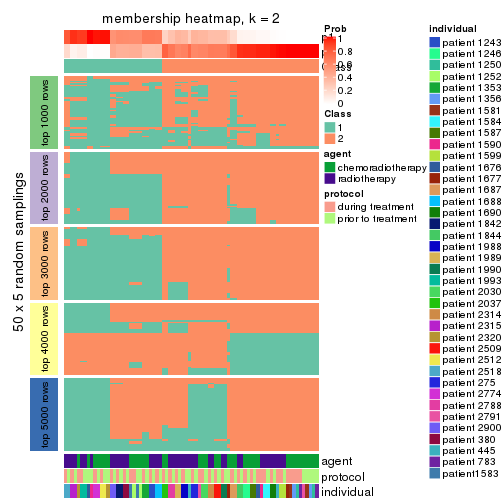 membership heatmap, k = 2
50 x 5 random samplings
top 1000 rows
top 2000 rows
top 3000 rows
top 4000 rows
top 5000 rows
agent
protocol
individual
Prob
1
0.8
0.6
0.4
0.2
0
Class
1
2
agent
chemoradiotherapy
radiotherapy
protocol
during treatment
prior to treatment
individual
patient 1243
patient 1246
patient 1250
patient 1252
patient 1353
patient 1356
patient 1581
patient 1584
patient 1587
patient 1590
patient 1599
patient 1676
patient 1677
patient 1687
patient 1688
patient 1690
patient 1842
patient 1844
patient 1988
patient 1989
patient 1990
patient 1993
patient 2030
patient 2037
patient 2314
patient 2315
patient 2320
patient 2509
patient 2512
patient 2518
patient 275
patient 2774
patient 2788
patient 2791
patient 2900
patient 380
patient 445
patient 783
patient1583